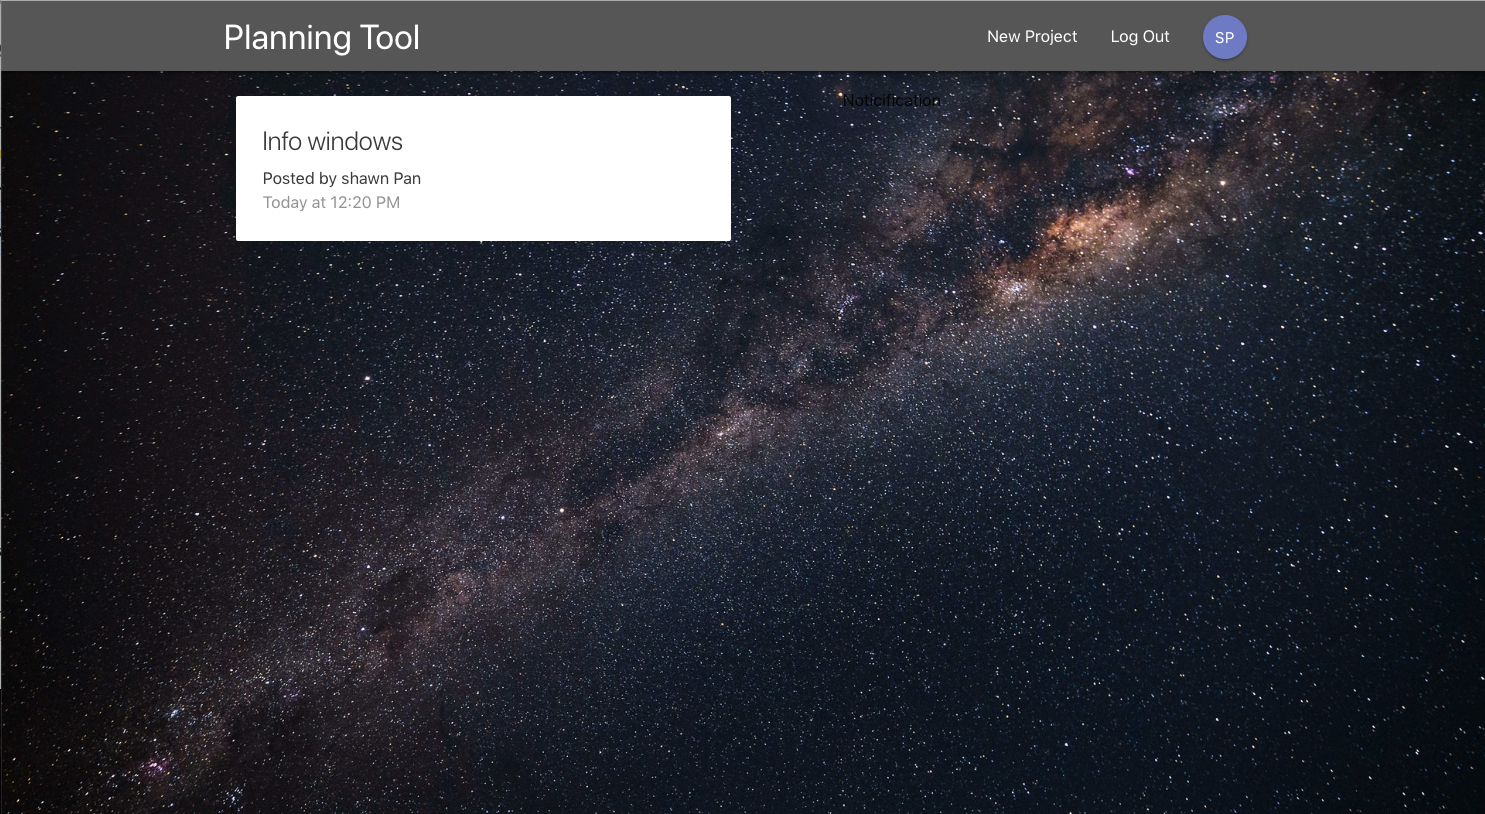 Planning Tool
New Project
Log Out
SP
Noticification
Info windows
Posted by shawn Pan
Today at 12:20 PM